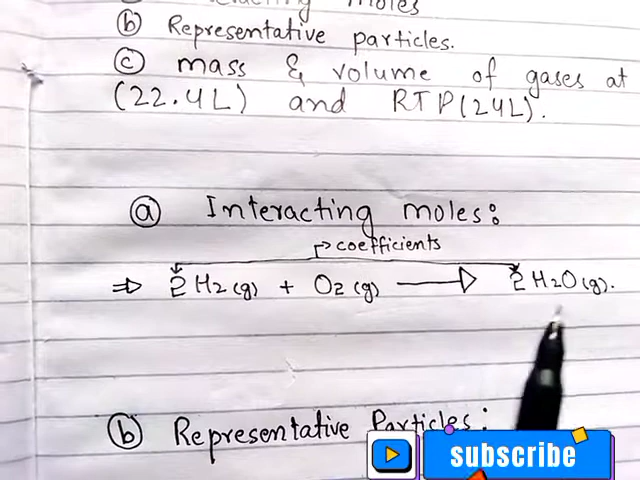 moles
(b) Representative particles.
(c) mass & volume of gases at
(22.4L) and RTP(24L).
(a) Interacting moles:
coefficients
⇒ 2H2(g) + O2(g) → 2H2O(g).
(b) Representative Particles:
subscribe